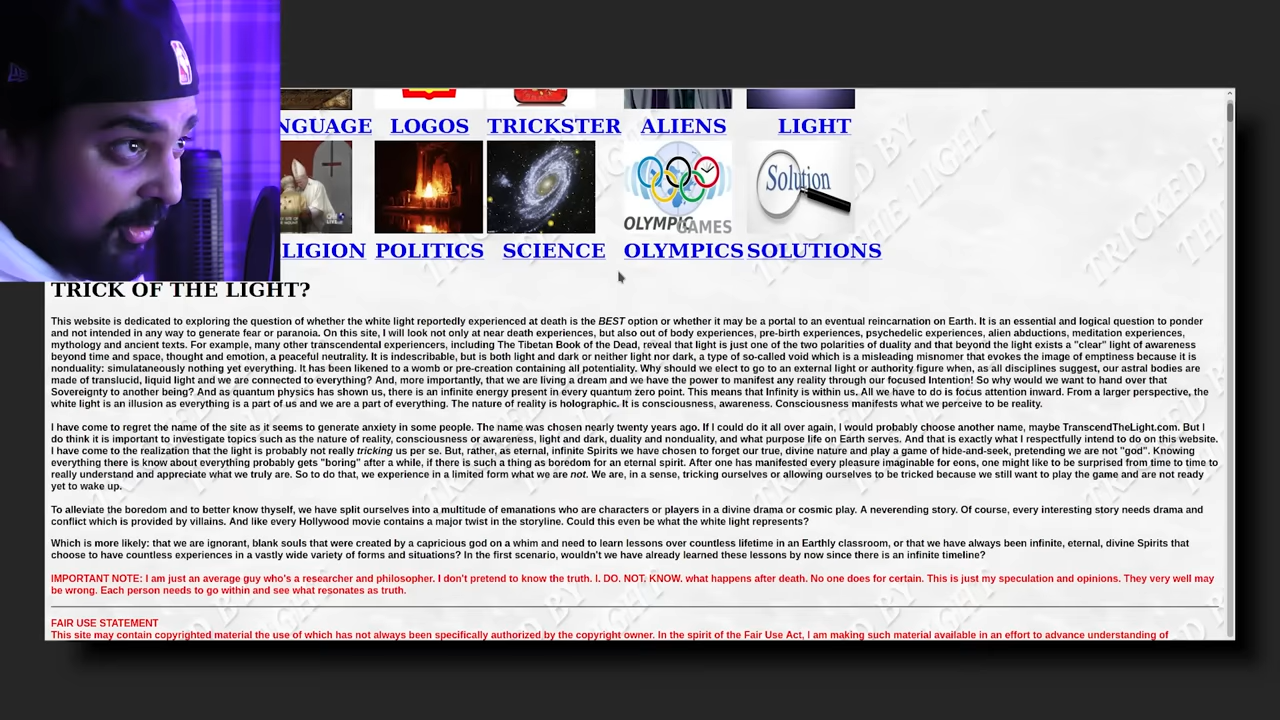 NGUAGE LOGOS TRICKSTER ALIENS LIGHT
Solution
OLYMPIC GAMES
LIGION POLITICS SCIENCE OLYMPICS SOLUTIONS
TRICK OF THE LIGHT?
This website is dedicated to exploring the question of whether the white light reportedly experienced at death is the BEST option or whether it may be a portal to an eventual reincarnation on Earth. It is an essential and logical question to ponder
and not intended in any way to generate fear or paranoia. On this site, I will look not only at near death experiences, but also out of body experiences, pre-birth experiences, psychedelic experiences, alien abductions, meditation experiences,
mythology and ancient texts. For example, many other transcendental experiencers, including The Tibetan Book of the Dead, reveal that light is just one of the two polarities of duality and that beyond the light exists a "clear" light of awareness
beyond time and space, thought and emotion, a peaceful neutrality. It is indescribable, but is both light and dark or neither light nor dark, a type of so-called void which is a misleading misnomer that evokes the image of emptiness because it is
nonduality: simulataneously nothing yet everything. It has been likened to a womb or pre-creation containing all potentiality. Why should we elect to go to an external light or authority figure when, as all disciplines suggest, our astral bodies are
made of translucid, liquid light and we are connected to everything? And, more importantly, that we are living a dream and we have the power to manifest any reality through our focused Intention! So why would we want to hand over that
Sovereignty to another being? And as quantum physics has shown us, there is an infinite energy present in every quantum zero point. This means that Infinity is within us. All we have to do is focus attention inward. From a larger perspective, the
white light is an illusion as everything is a part of us and we are a part of everything. The nature of reality is holographic. It is consciousness, awareness. Consciousness manifests what we perceive to be reality.
I have come to regret the name of the site as it seems to generate anxiety in some people. The name was chosen nearly twenty years ago. If I could do it all over again, I would probably choose another name, maybe TranscendTheLight.com. But I
do think it is important to investigate topics such as the nature of reality, consciousness or awareness, light and dark, duality and nonduality, and what purpose life on Earth serves. And that is exactly what I respectfully intend to do on this website.
I have come to the realization that the light is probably not really tricking us per se. But, rather, as eternal, infinite Spirits we have chosen to forget our true, divine nature and play a game of hide-and-seek, pretending we are not "god". Knowing
everything there is know about everything probably gets "boring" after a while, if there is such a thing as boredom for an eternal spirit. After one has manifested every pleasure imaginable for eons, one might like to be surprised from time to time to
really understand and appreciate what we truly are. So to do that, we experience in a limited form what we are not. We are, in a sense, tricking ourselves or allowing ourselves to be tricked because we still want to play the game and are not ready
yet to wake up.
To alleviate the boredom and to better know thyself, we have split ourselves into a multitude of emanations who are characters or players in a divine drama or cosmic play. A neverending story. Of course, every interesting story needs drama and
conflict which is provided by villains. And like every Hollywood movie contains a major twist in the storyline. Could this even be what the white light represents?
Which is more likely: that we are ignorant, blank souls that were created by a capricious god on a whim and need to learn lessons over countless lifetime in an Earthly classroom, or that we have always been infinite, eternal, divine Spirits that
choose to have countless experiences in a vastly wide variety of forms and situations? In the first scenario, wouldn't we have already learned these lessons by now since there is an infinite timeline?
IMPORTANT NOTE: I am just an average guy who's a researcher and philosopher. I don't pretend to know the truth. I. DO. NOT. KNOW. what happens after death. No one does for certain. This is just my speculation and opinions. They very well may
be wrong. Each person needs to go within and see what resonates as truth.
FAIR USE STATEMENT
This site may contain copyrighted material the use of which has not always been specifically authorized by the copyright owner. In the spirit of the Fair Use Act, I am making such material available in an effort to advance understanding of